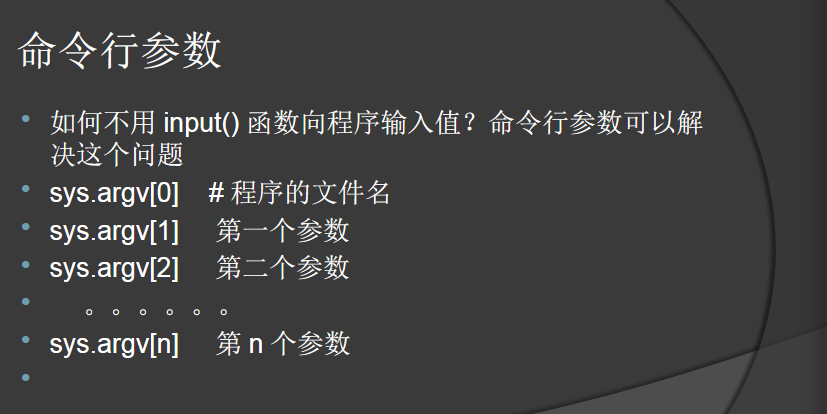 命令行参数
如何不用 input() 函数向程序输入值？命令行参数可以解
决这个问题
sys.argv[0] # 程序的文件名
sys.argv[1] 第一个参数
sys.argv[2] 第二个参数
。。。。。。
sys.argv[n] 第 n 个参数